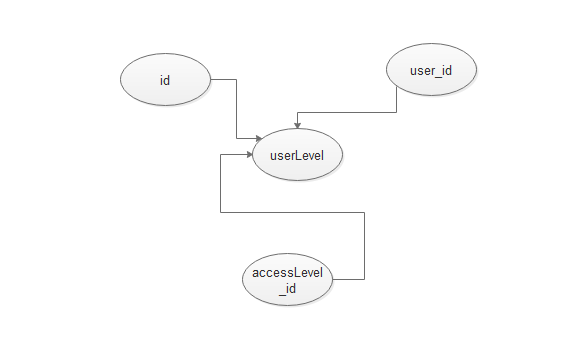 id
user_id
userLevel
accessLevel
_id